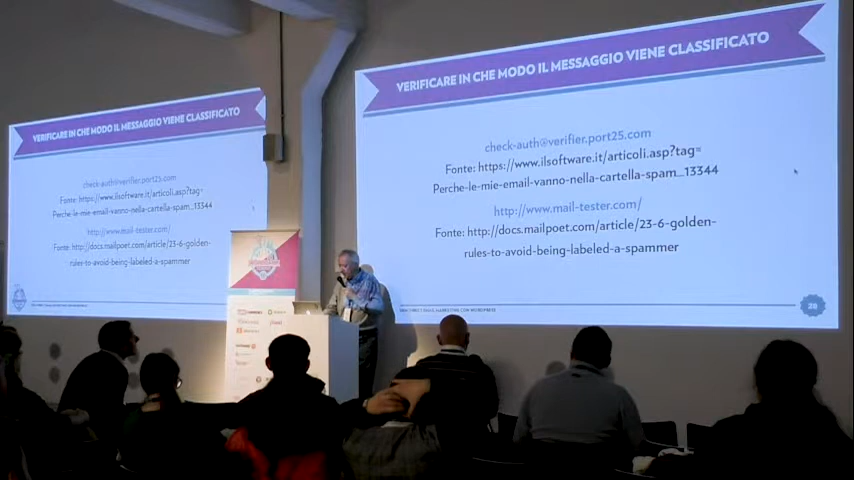 VERIFICARE IN CHE MODO IL MESSAGGIO VIENE CLASSIFICATO
check-auth@verifier.port25.com
Fonte: https://www.ilsoftware.it/articoli.asp?tag=
Perche-le-mie-email-vanno-nella-cartella-spam_13344
http://www.mail-tester.com/
Fonte: http://docs.mailpoet.com/article/23-6-golden-
rules-to-avoid-being-labeled-a-spammer
VERIFICARE IN CHE MODO IL MESSAGGIO VIENE CLASSIFICATO
check-auth@verifier.port25.com
Fonte: https://www.ilsoftware.it/articoli.asp?tag=
Perche-le-mie-email-vanno-nella-cartella-spam_13344
http://www.mail-tester.com/
Fonte: http://docs.mailpoet.com/article/23-6-golden-
rules-to-avoid-being-labeled-a-spammer